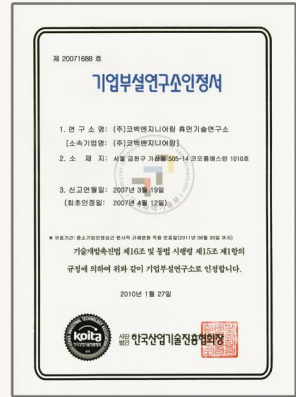 제 20071688 호
기업부설연구소인정서
1. 연 구 소 명: (주)코벡엔지니어링 휴먼기술연구소
[소속기업명: (주)코벡엔지니어링]
2. 소 재 지: 서울 금천구 가산동 505-14 코오롱애스턴 1010호
3. 신고연월일: 2007년 3월 19일
(최초인정일: 2007년 4월 12일)
기술개발촉진법 제16조 및 동법 시행령 제15조 제1항의
규정에 의하여 위와 같이 기업부설연구소로 인정합니다.
2010년 1월 27일
koita
사단법인 한국산업기술진흥협회장